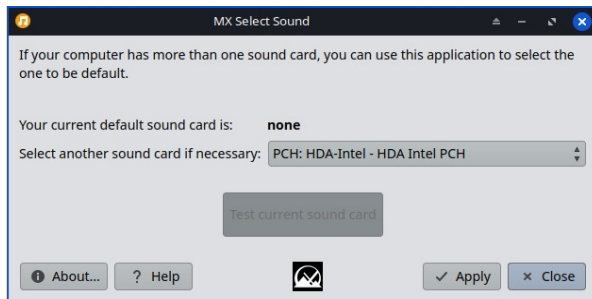 MX Select Sound
If your computer has more than one sound card, you can use this application to select the
one to be default.
Your current default sound card is: none
Select another sound card if necessary: PCH: HDA-Intel - HDA Intel PCH
Test current sound card
About... ? Help Apply Close